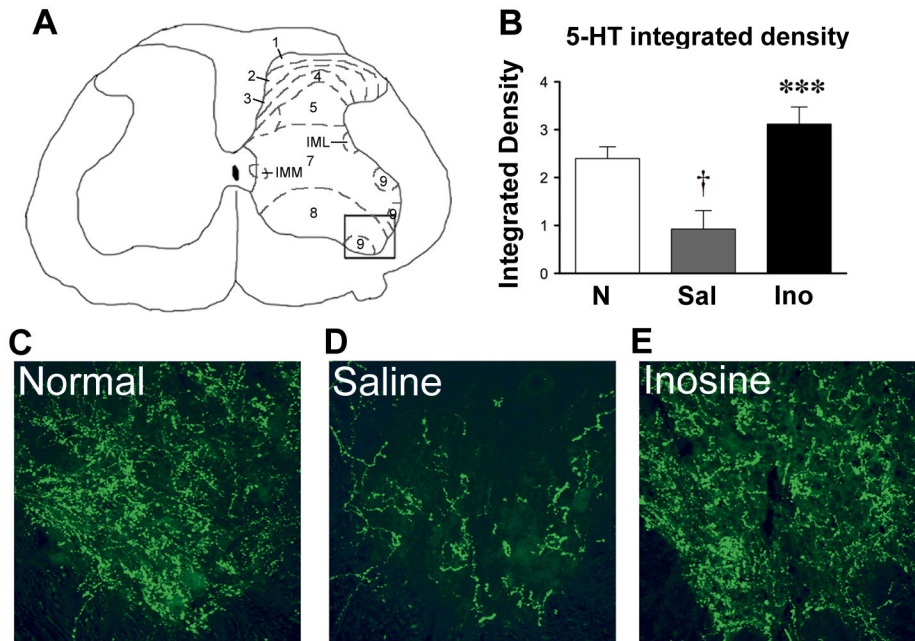 A
1
2
3
4
5
IML
7
IMM
9
8
9
9
B
5-HT integrated density
Integrated Density
4
3
2
1
0
***
†
N Sal Ino
C
Normal
D
Saline
E
Inosine